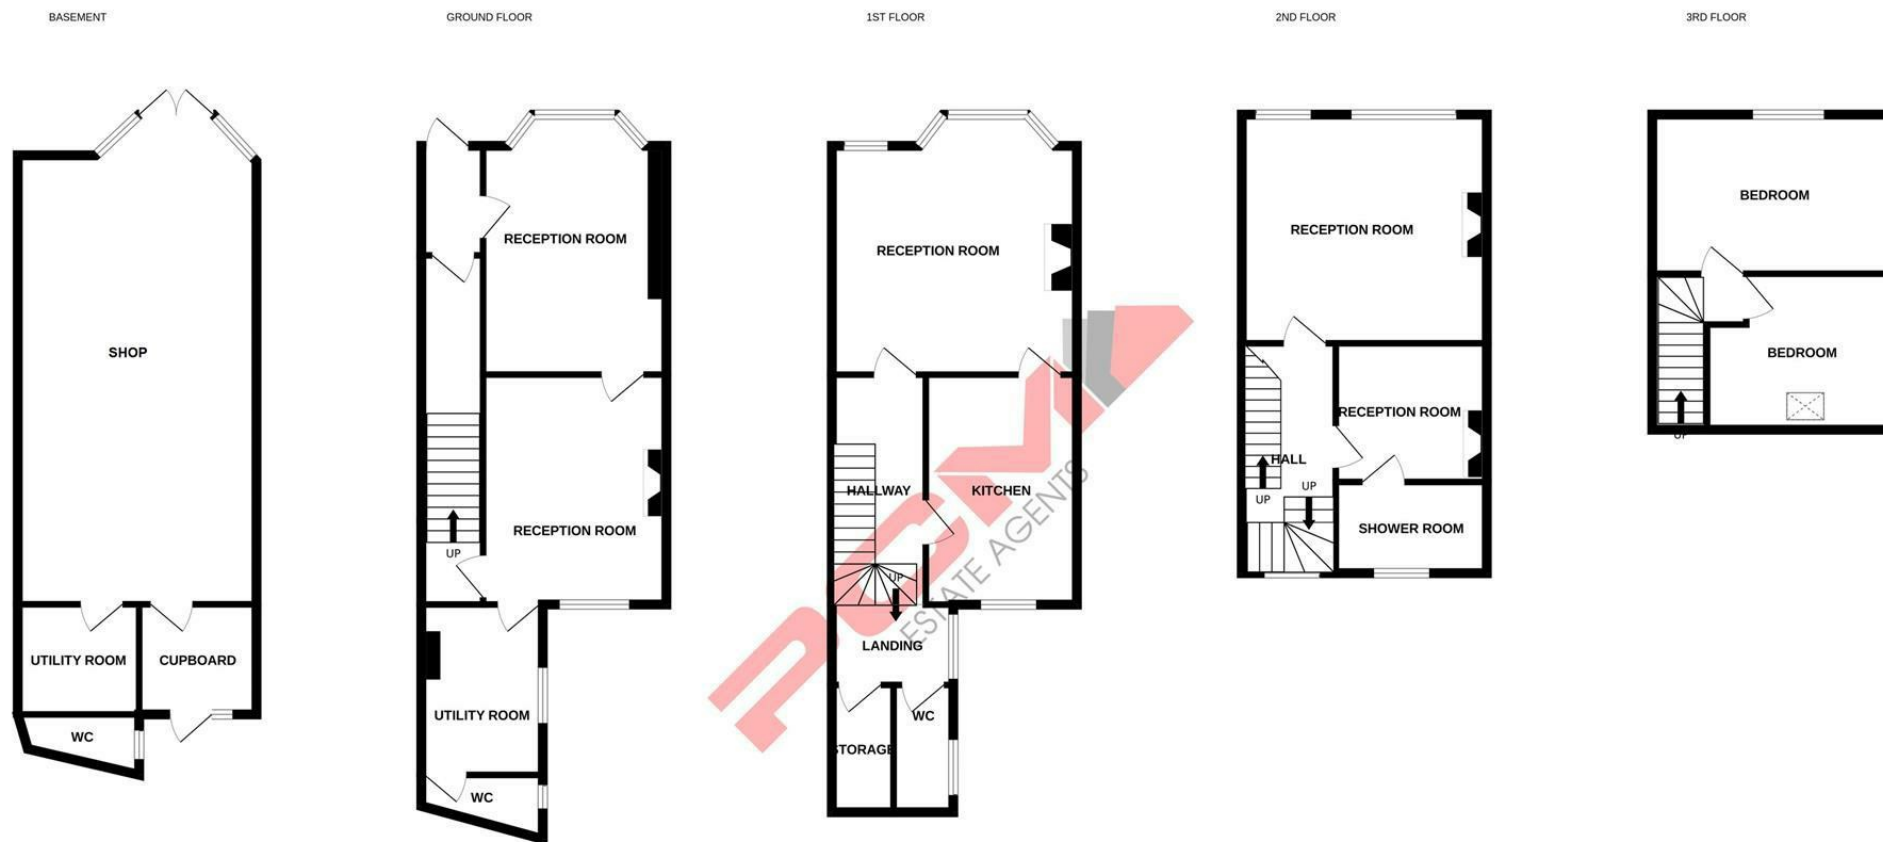 BASEMENT
GROUND FLOOR
1ST FLOOR
2ND FLOOR
3RD FLOOR
SHOP
UTILITY ROOM
CUPBOARD
WC
RECEPTION ROOM
UP
RECEPTION ROOM
UTILITY ROOM
WC
RECEPTION ROOM
HALLWAY
KITCHEN
UP
LANDING
STORAGE
WC
RECEPTION ROOM
RECEPTION ROOM
HALL
UP
UP
SHOWER ROOM
BEDROOM
BEDROOM
UP
PCM
ESTATE AGENTS